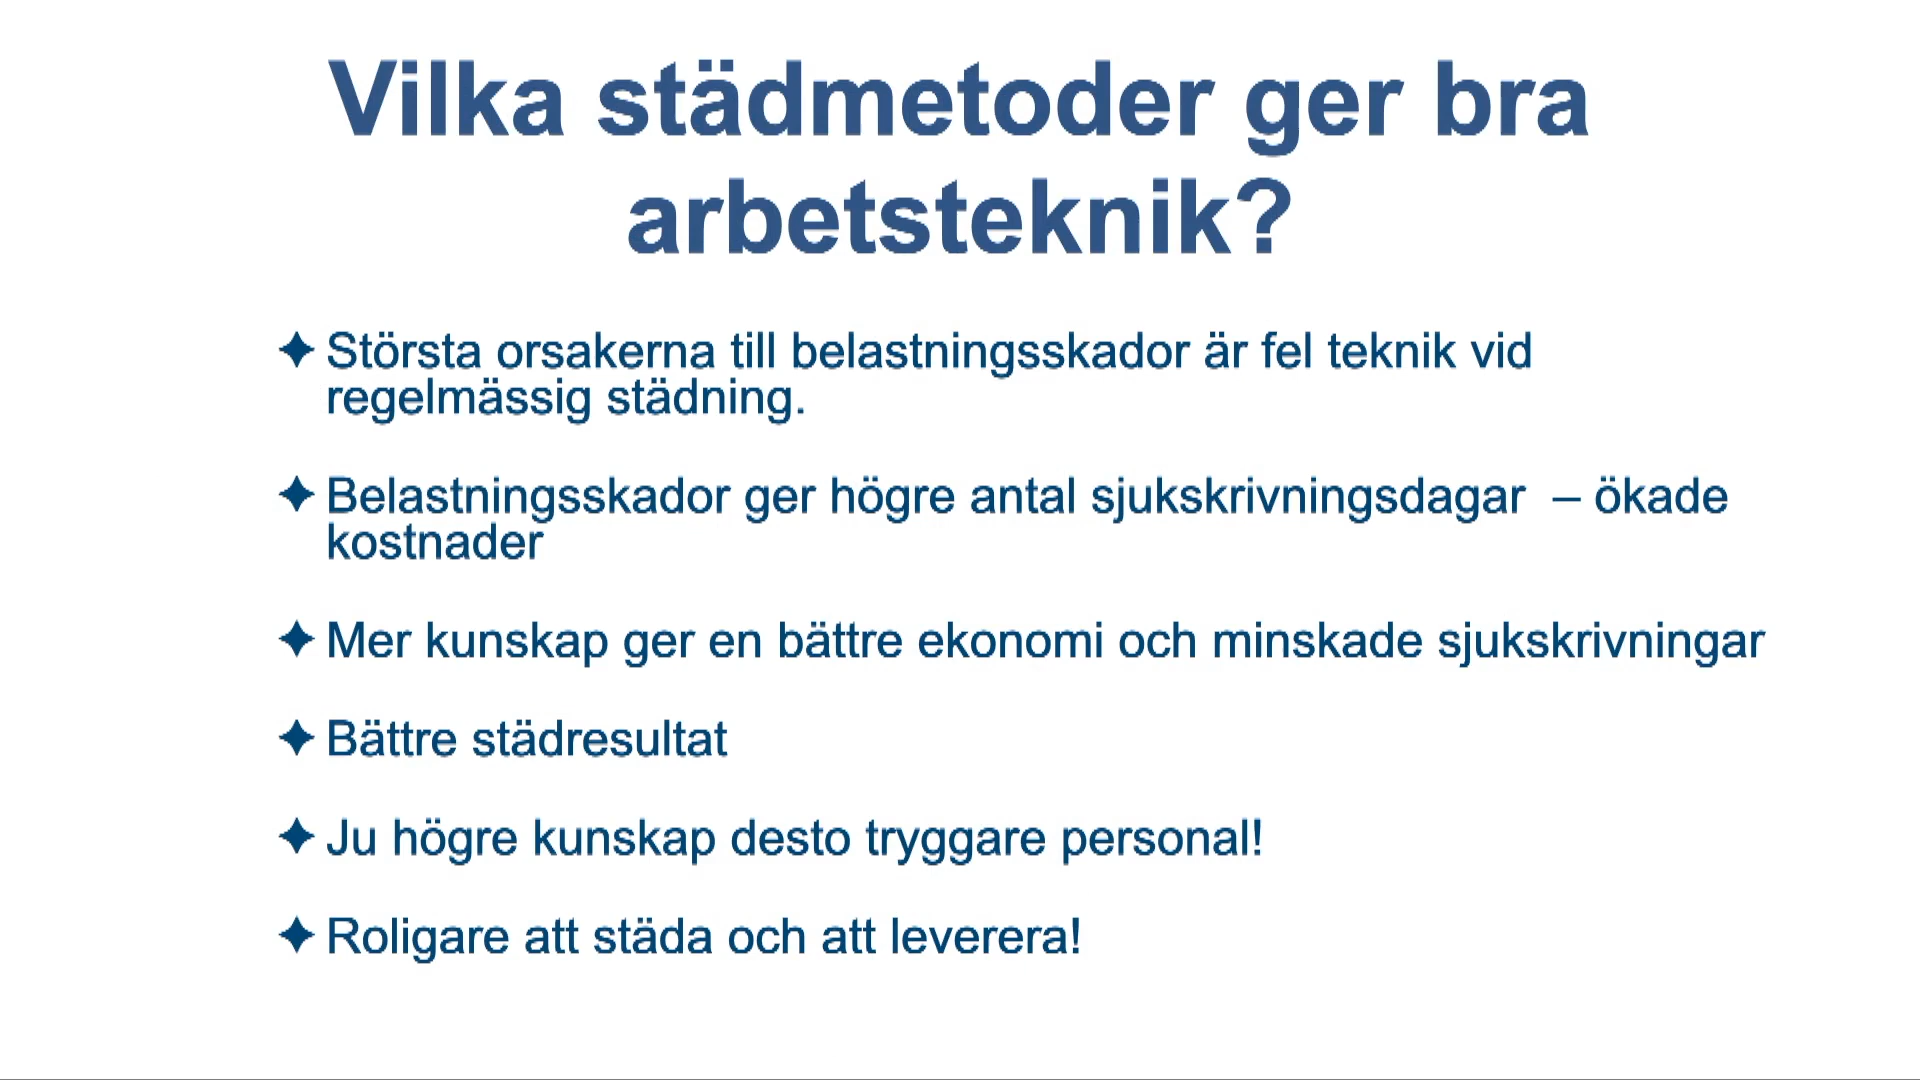 Vilka städmetoder ger bra
arbetsteknik?
✦ Största orsakerna till belastningsskador är fel teknik vid
regelmässig städning.
✦ Belastningsskador ger högre antal sjukskrivningsdagar – ökade
kostnader
✦ Mer kunskap ger en bättre ekonomi och minskade sjukskrivningar
✦ Bättre städresultat
✦ Ju högre kunskap desto tryggare personal!
✦ Roligare att städa och att leverera!